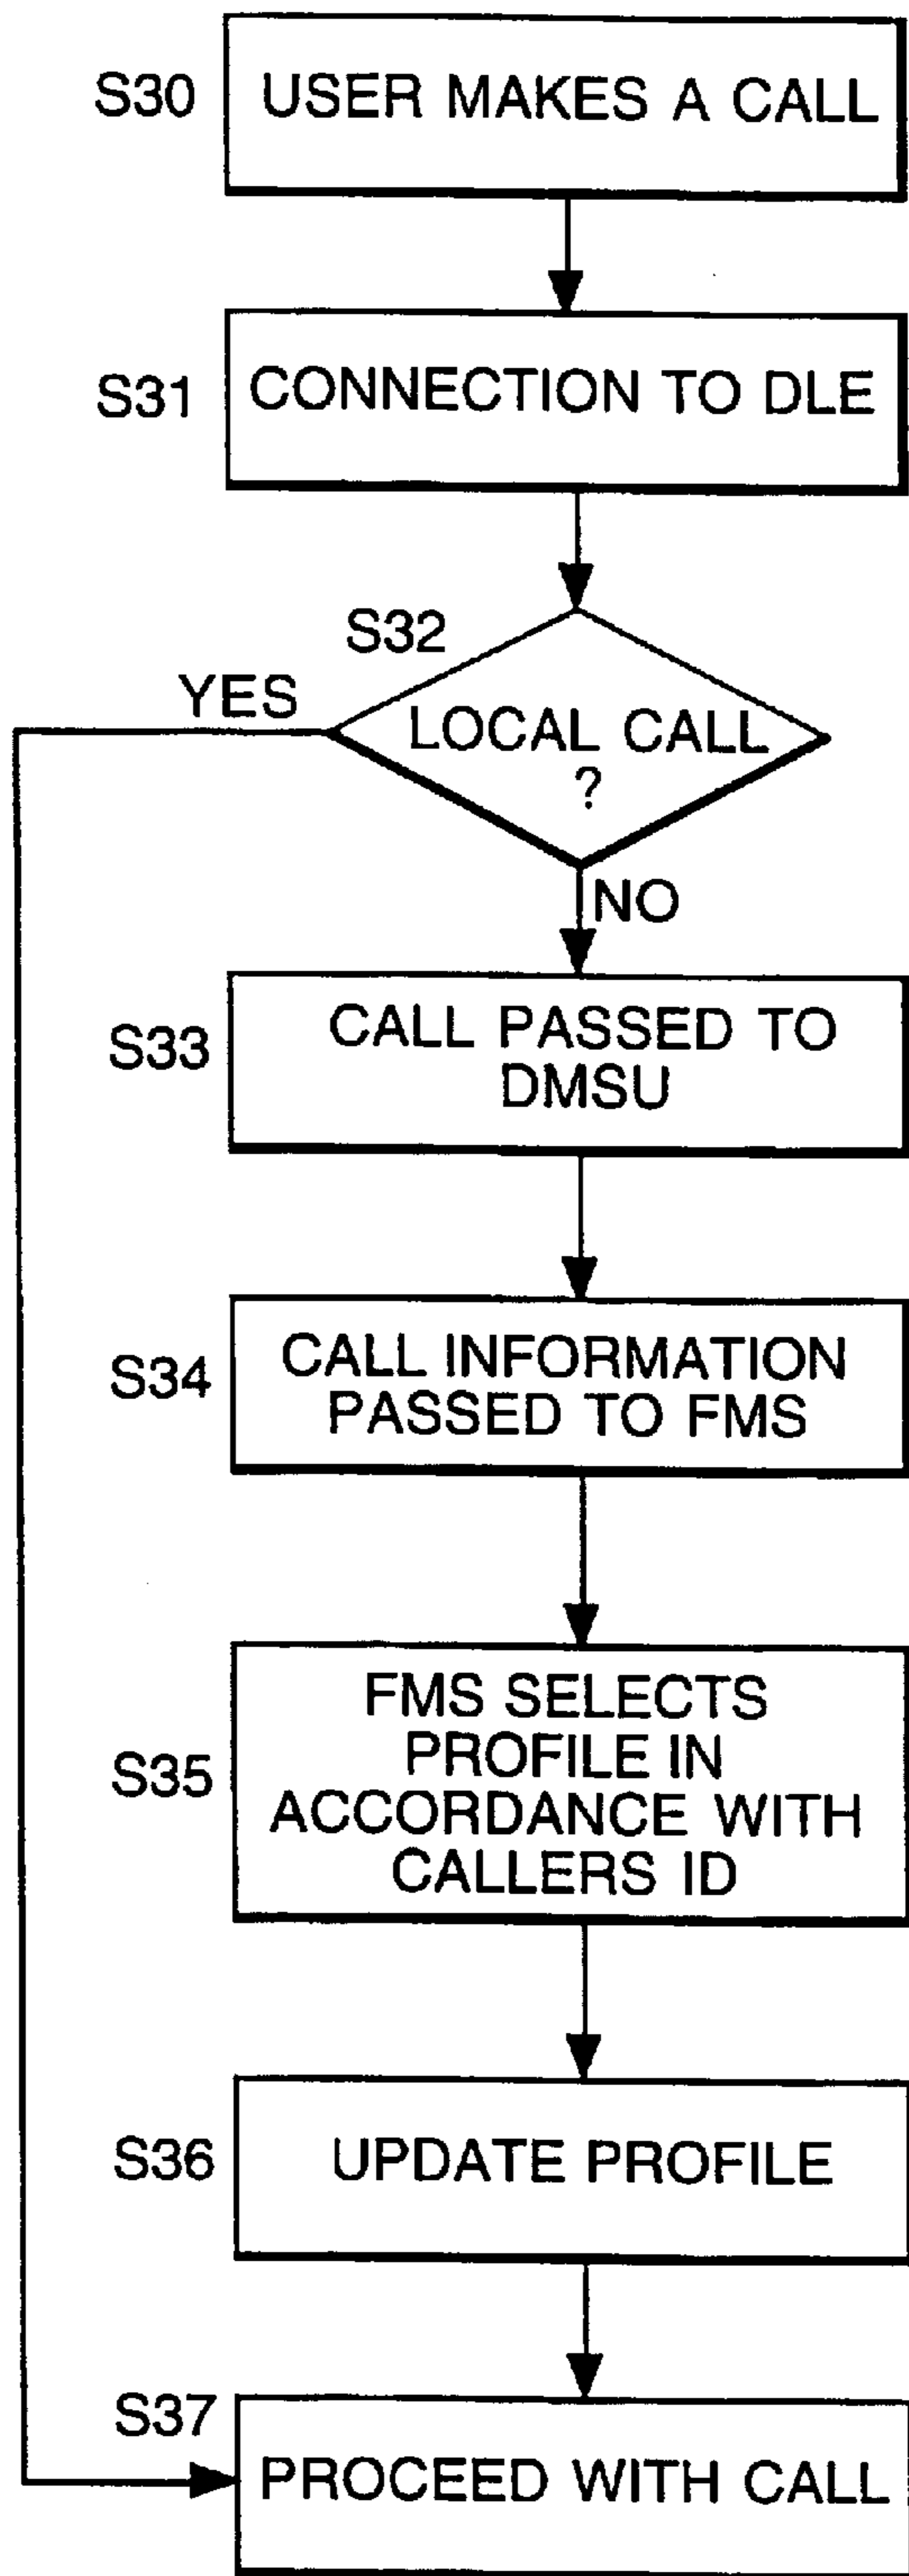 S30
USER MAKES A CALL
S31
CONNECTION TO DLE
S32
YES
LOCAL CALL
?
NO
S33
CALL PASSED TO
DMSU
S34
CALL INFORMATION
PASSED TO FMS
S35
FMS SELECTS
PROFILE IN
ACCORDANCE WITH
CALLERS ID
S36
UPDATE PROFILE
S37
PROCEED WITH CALL